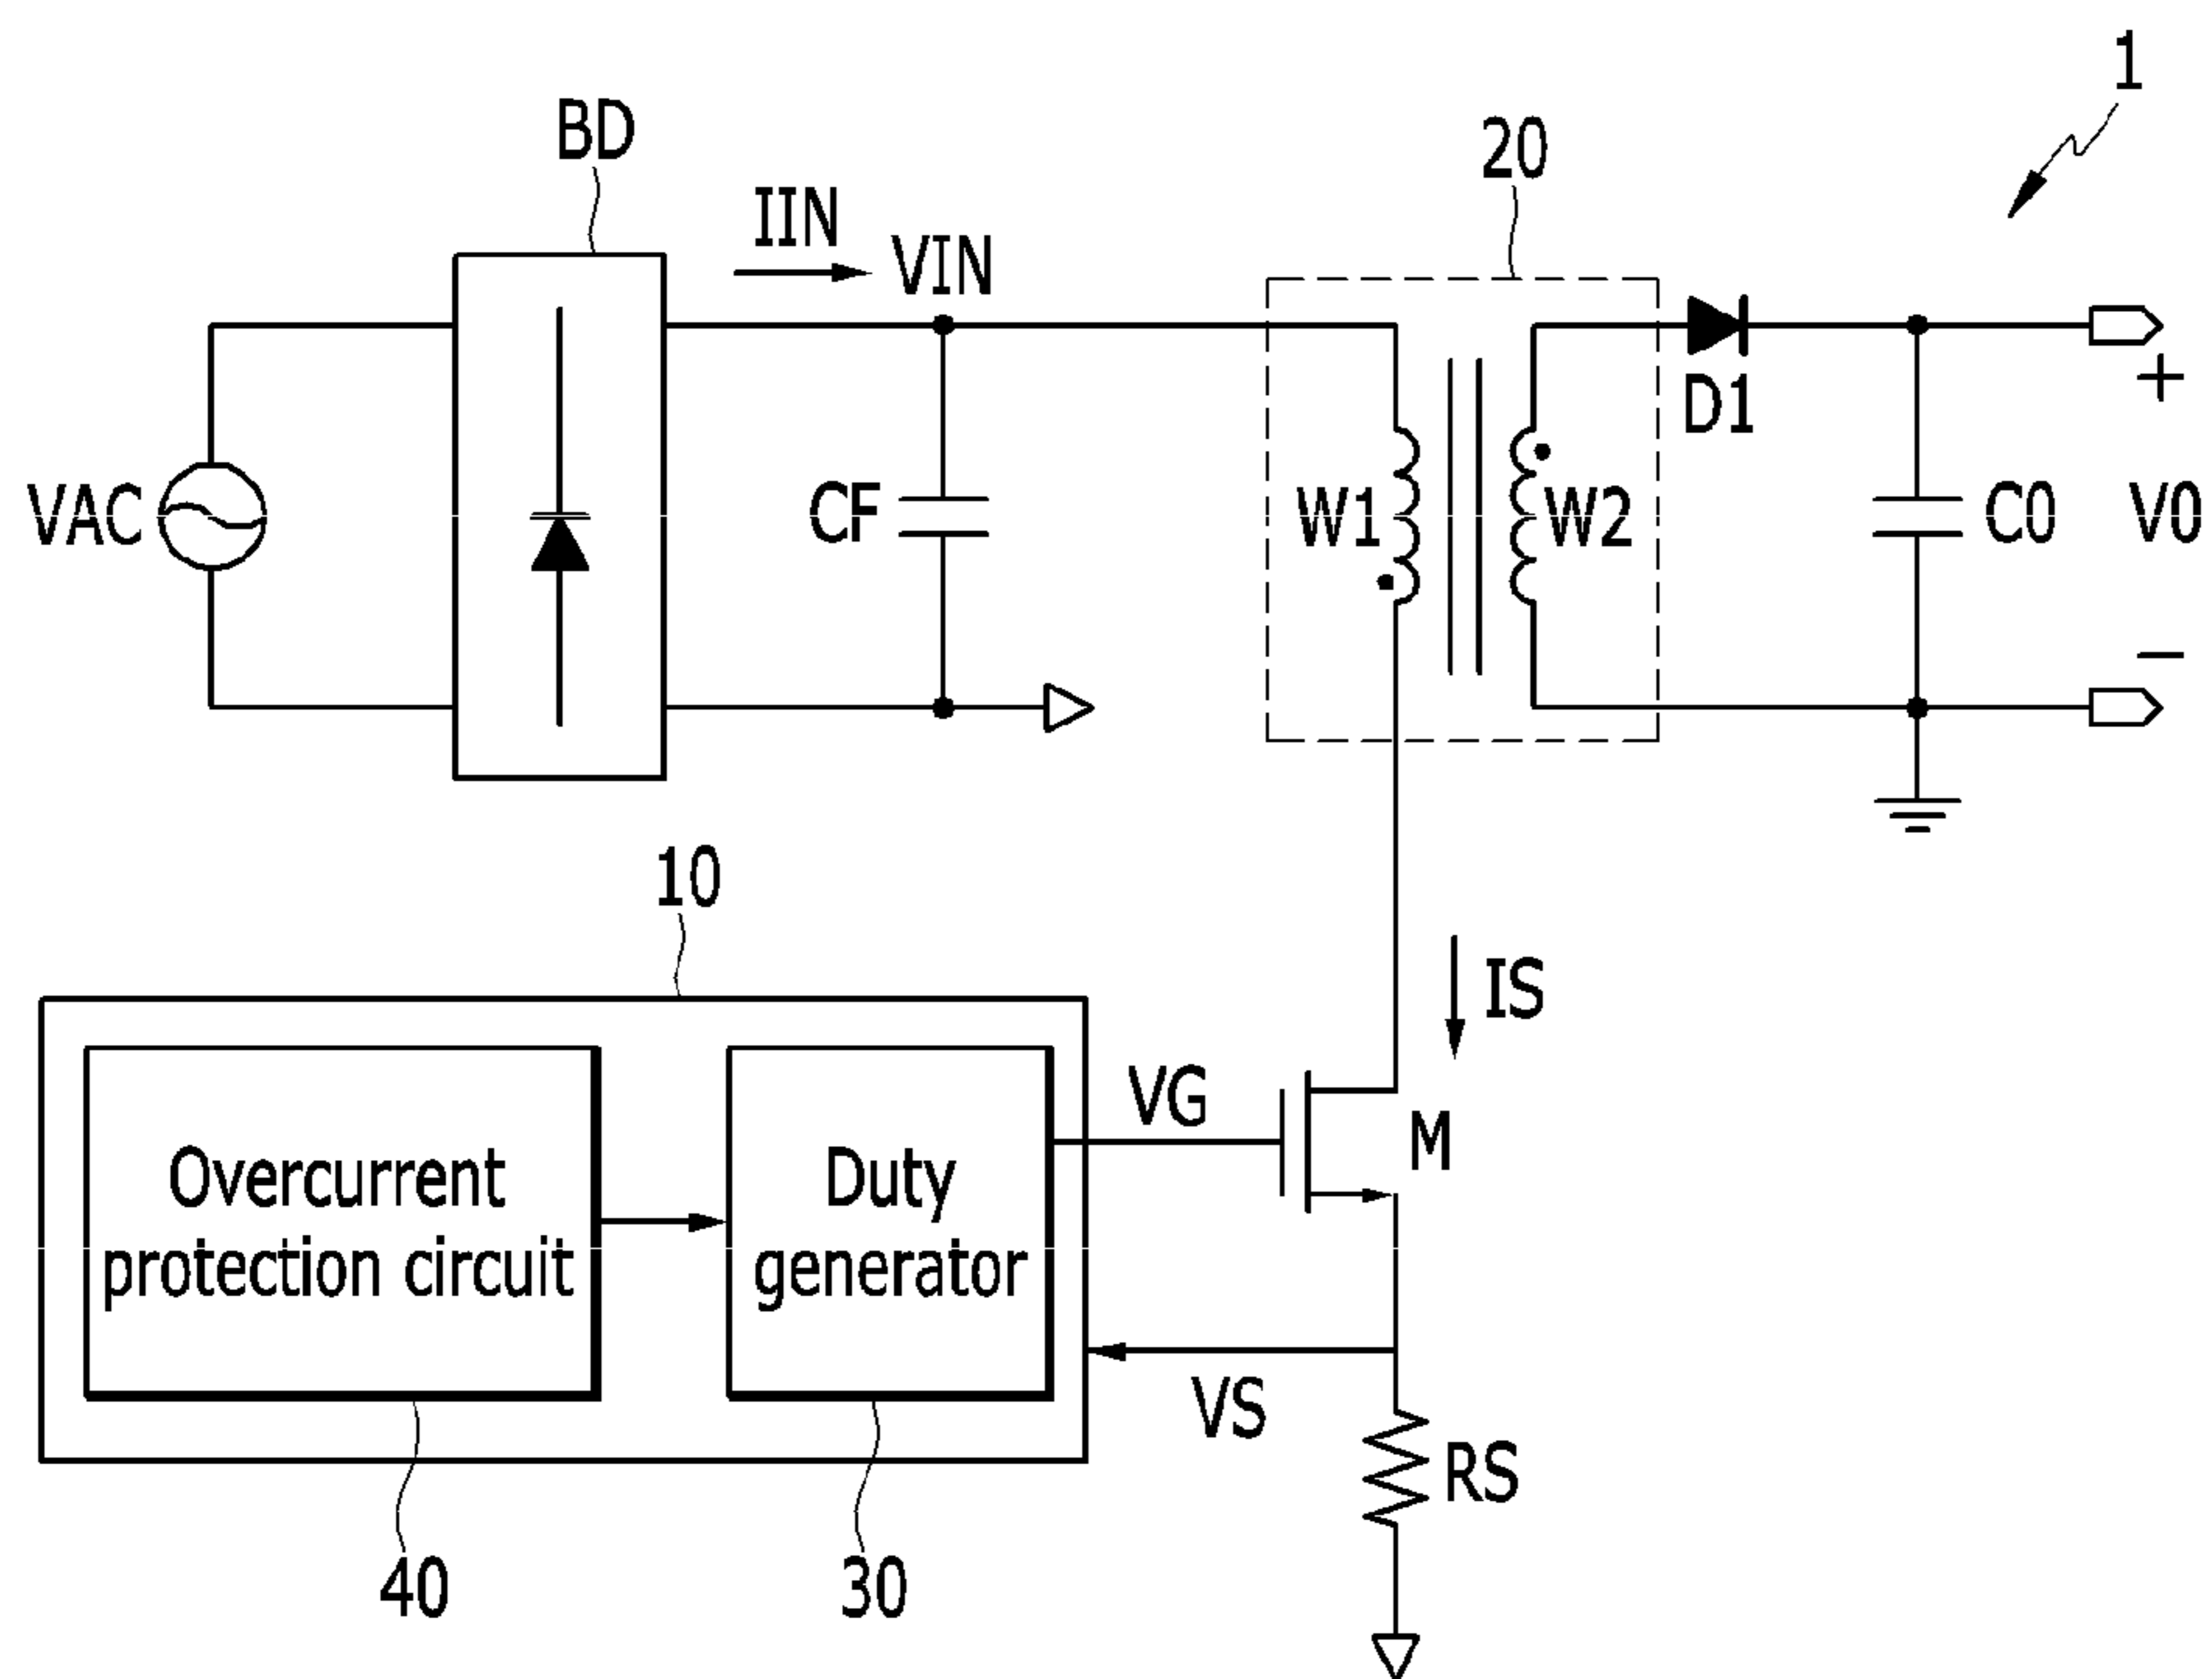 1
BD
20
IIN
VIN
D1
+
VAC
CF
W1
W2
C0
V0
−
10
IS
VG
M
Overcurrent
protection circuit
Duty
generator
VS
RS
40
30